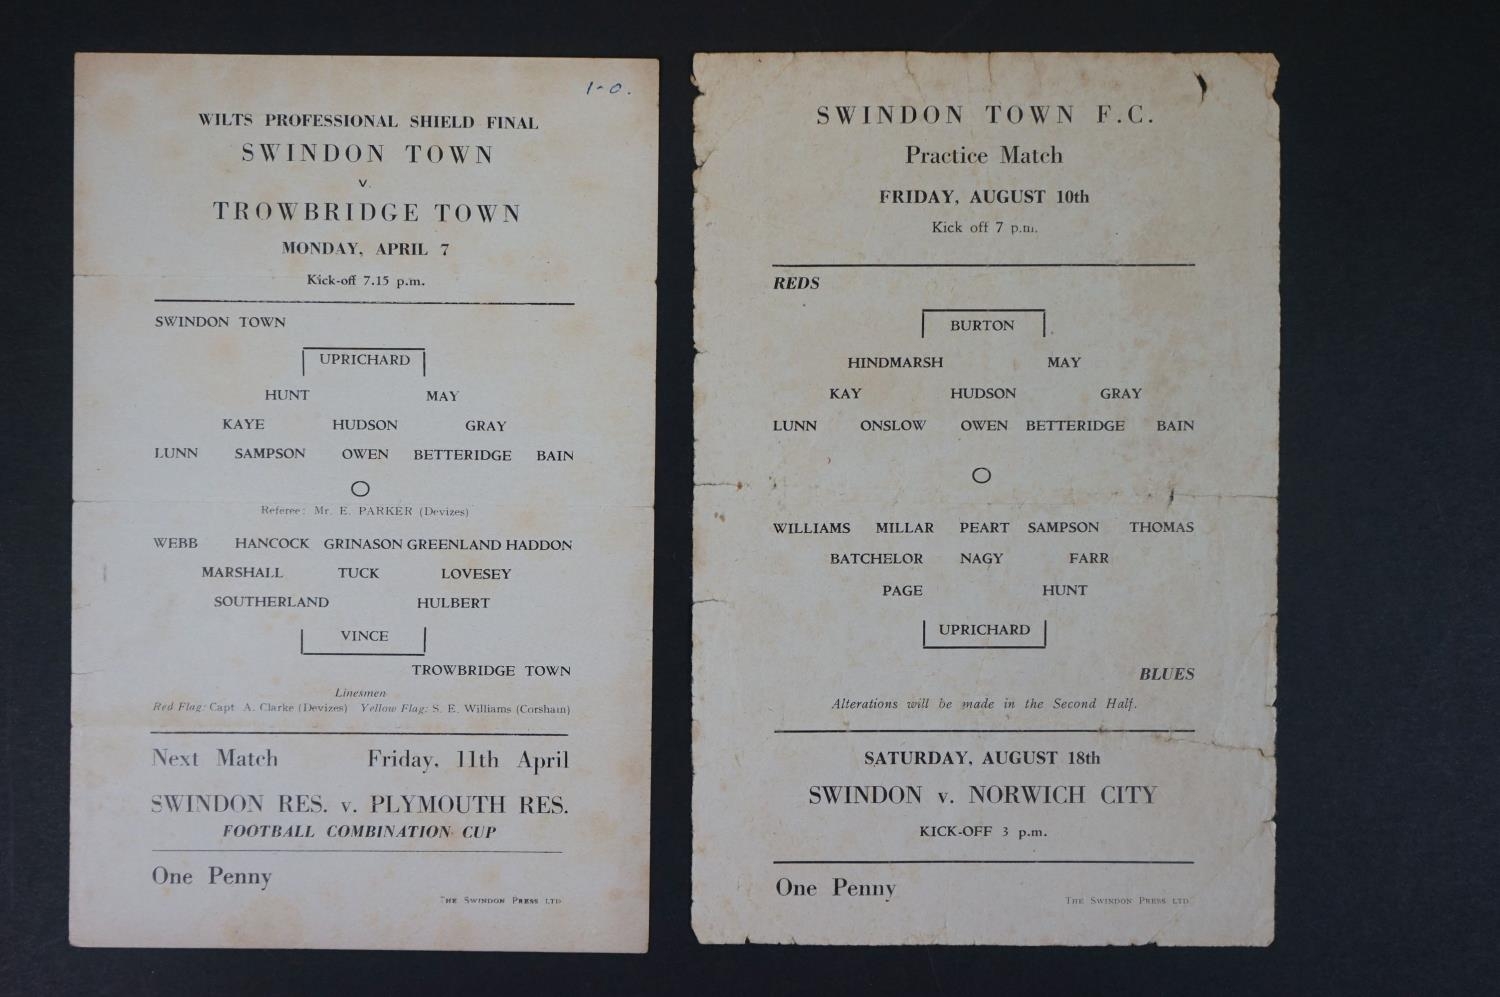 1-0.
WILTS PROFESSIONAL SHIELD FINAL
SWINDON TOWN
v.
TROWBRIDGE TOWN
MONDAY, APRIL 7
Kick-off 7.15 p.m.
SWINDON TOWN
UPRICHARD
HUNT MAY
KAYE HUDSON GRAY
LUNN SAMPSON OWEN BETTERIDGE BAIN
O
Referee: Mr. E. PARKER (Devizes)
WEBB HANCOCK GRINASON GREENLAND HADDON
MARSHALL TUCK LOVESEY
SOUTHERLAND HULBERT
VINCE
TROWBRIDGE TOWN
Linesmen
Red Flag: Capt A. Clarke (Devizes) Yellow Flag: S. E. Williams (Corsham)
Next Match Friday, 11th April
SWINDON RES. v. PLYMOUTH RES.
FOOTBALL COMBINATION CUP
One Penny
THE SWINDON PRESS LTD
SWINDON TOWN F.C.
Practice Match
FRIDAY, AUGUST 10th
Kick off 7 p.m.
REDS
BURTON
HINDMARSH MAY
KAY HUDSON GRAY
LUNN ONSLOW OWEN BETTERIDGE BAIN
O
WILLIAMS MILLAR PEART SAMPSON THOMAS
BATCHELOR NAGY FARR
PAGE HUNT
UPRICHARD
BLUES
Alterations will be made in the Second Half.
SATURDAY, AUGUST 18th
SWINDON v. NORWICH CITY
KICK-OFF 3 p.m.
One Penny
THE SWINDON PRESS LTD